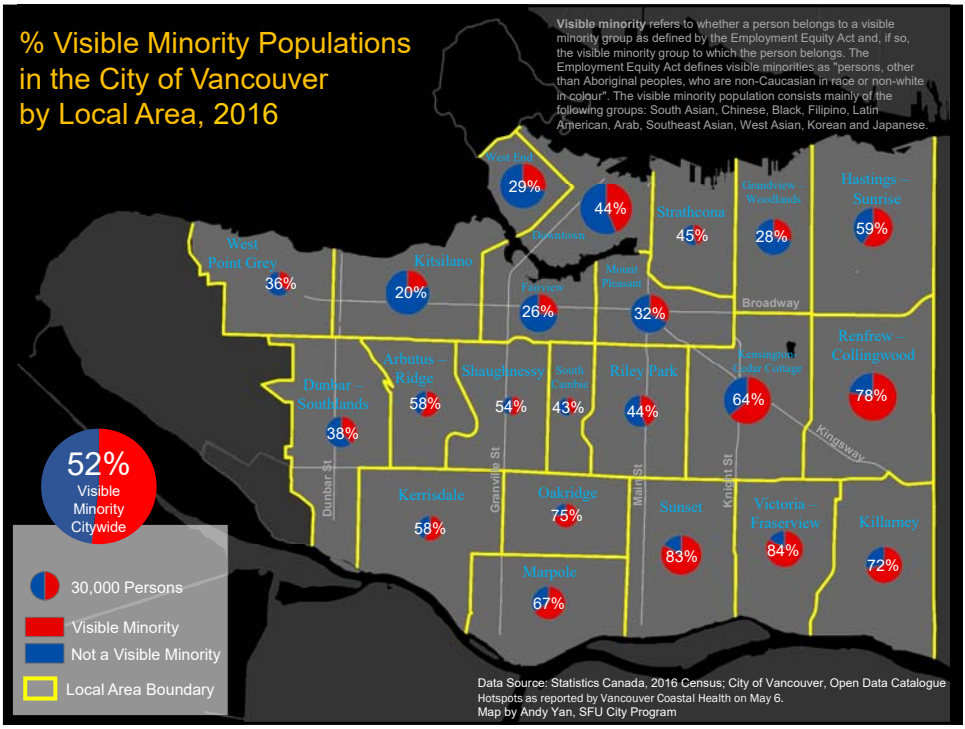 % Visible Minority Populations
in the City of Vancouver
by Local Area, 2016
Visible minority refers to whether a person belongs to a visible
minority group as defined by the Employment Equity Act and, if so,
the visible minority group to which the person belongs. The
Employment Equity Act defines visible minorities as "persons, other
than Aboriginal peoples, who are non-Caucasian in race or non-white
in colour". The visible minority population consists mainly of the
following groups: South Asian, Chinese, Black, Filipino, Latin
American, Arab, Southeast Asian, West Asian, Korean and Japanese.
West End
29%
44%
Downtown
Strathcona
45%
Grandview –
Woodlands
28%
Hastings –
Sunrise
59%
West
Point Grey
36%
Kitsilano
20%
Fairview
26%
Mount
Pleasant
32%
Broadway
Dunbar –
Southlands
38%
Arbutus –
Ridge
58%
Shaughnessy
54%
South
Cambie
43%
Riley Park
44%
Kensington-
Cedar Cottage
64%
Renfrew –
Collingwood
78%
Kingsway
Dunbar St
Granville St
Main St
Knight St
Kerrisdale
58%
Oakridge
75%
Marpole
67%
Sunset
83%
Victoria –
Fraserview
84%
Killarney
72%
52%
Visible
Minority
Citywide
30,000 Persons
Visible Minority
Not a Visible Minority
Local Area Boundary
Data Source: Statistics Canada, 2016 Census; City of Vancouver, Open Data Catalogue
Hotspots as reported by Vancouver Coastal Health on May 6.
Map by Andy Yan, SFU City Program